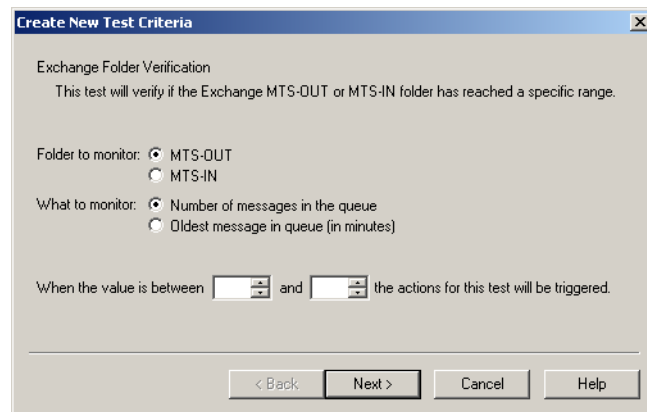 Create New Test Criteria
Exchange Folder Verification
This test will verify if the Exchange MTS-OUT or MTS-IN folder has reached a specific range.
Folder to monitor: MTS-OUT
MTS-IN
What to monitor: Number of messages in the queue
Oldest message in queue (in minutes)
When the value is between and the actions for this test will be triggered.
< Back Next > Cancel Help